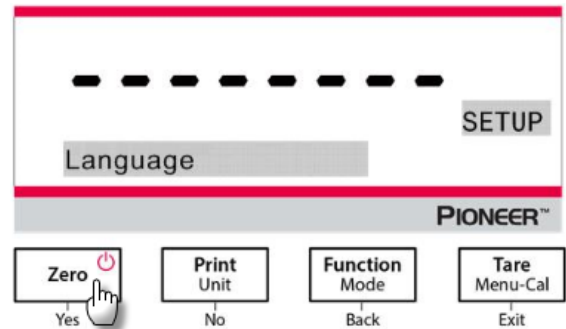 SETUP
Language
PIONEER™
Zero Print Function Tare
Unit Mode Menu-Cal
Yes No Back Exit